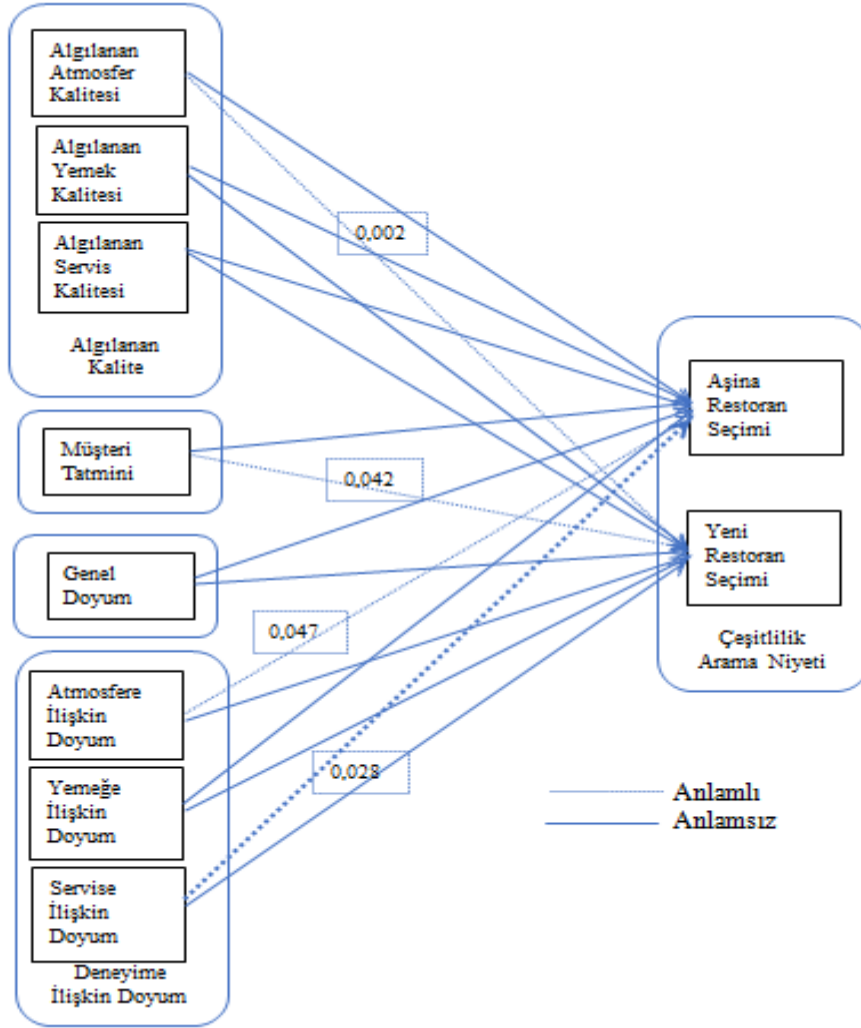 Algılanan
Atmosfer
Kalitesi
Algılanan
Yemek
Kalitesi
Algılanan
Servis
Kalitesi
Algılanan
Kalite
Müşteri
Tatmini
Genel
Doyum
Atmosfere
İlişkin
Doyum
Yemeğe
İlişkin
Doyum
Servise
İlişkin
Doyum
Deneyime
İlişkin Doyum
0,002
0,042
0,047
0,028
Aşina
Restoran
Seçimi
Yeni
Restoran
Seçimi
Çeşitlilik
Arama Niyeti
Anlamlı
Anlamsız